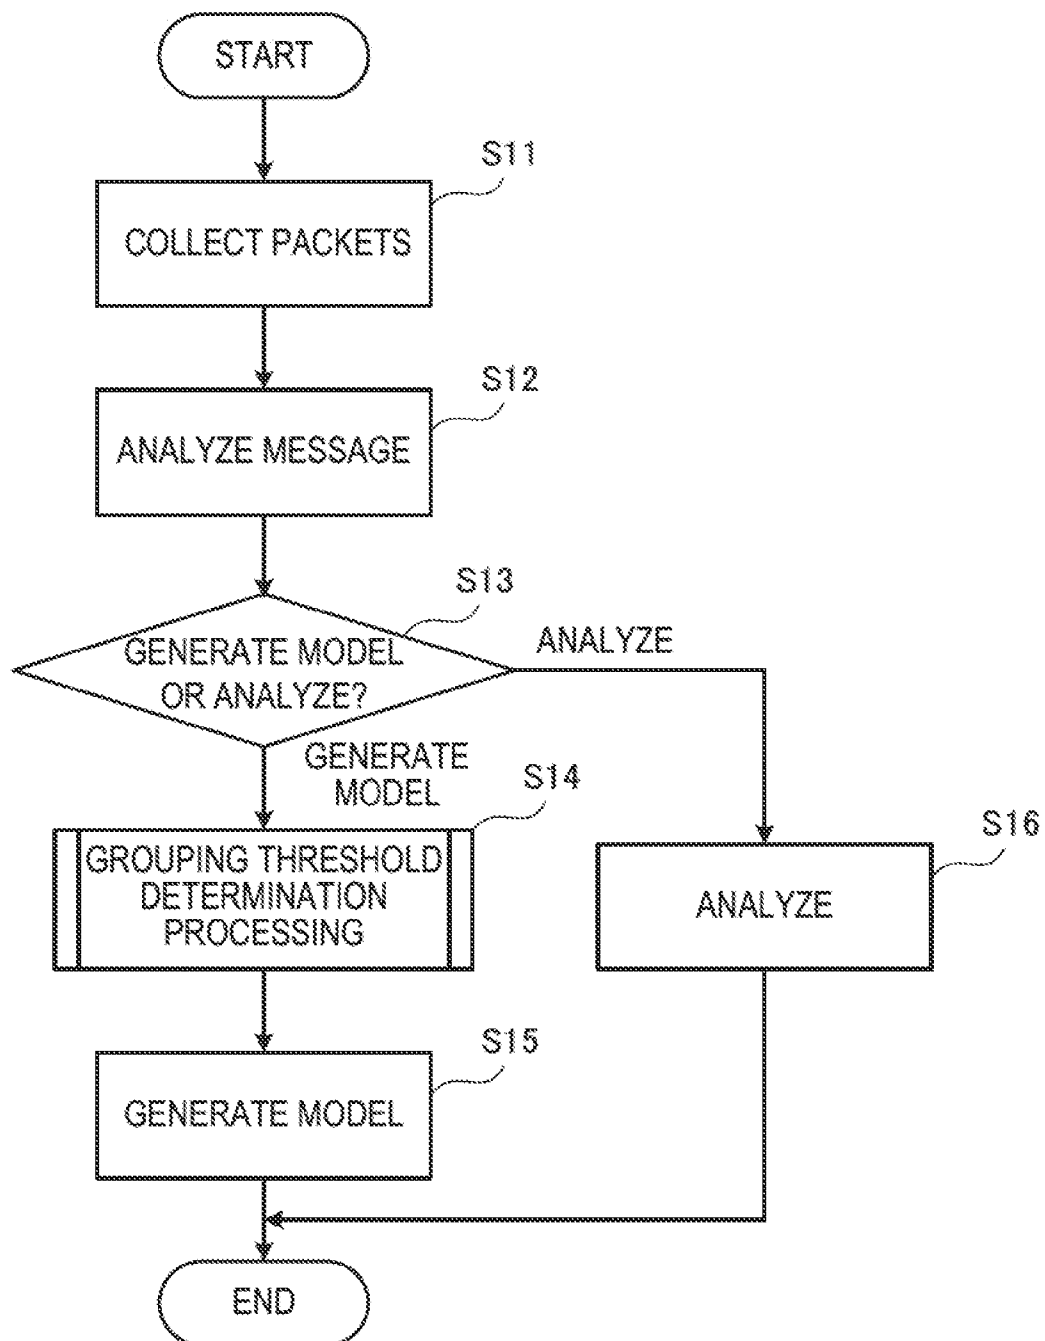 START
S11
COLLECT PACKETS
S12
ANALYZE MESSAGE
S13
GENERATE MODEL
OR ANALYZE?
ANALYZE
GENERATE
MODEL
S14
GROUPING THRESHOLD
DETERMINATION
PROCESSING
S16
ANALYZE
S15
GENERATE MODEL
END